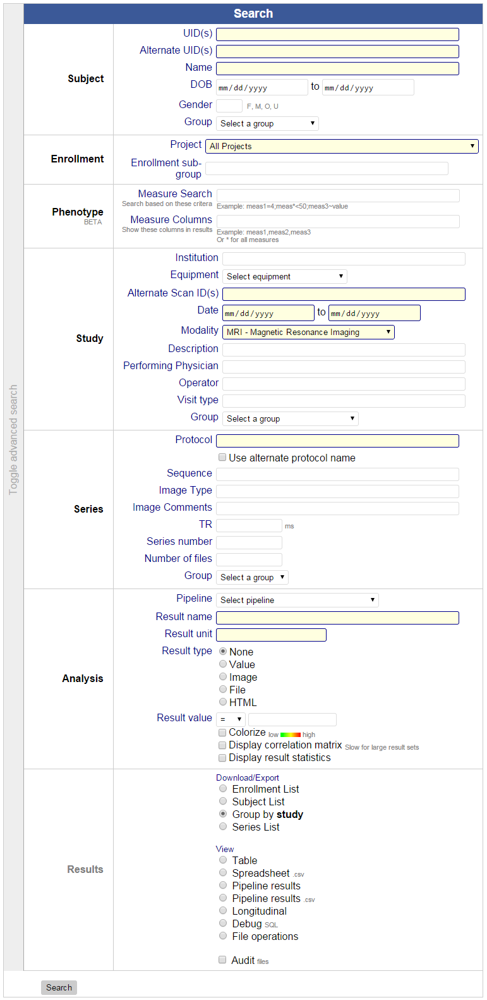 Search
Toggle advanced search
Subject
UID(s)
Alternate UID(s)
Name
DOB mm/dd/yyyy to mm/dd/yyyy
Gender F, M, O, U
Group Select a group
Enrollment
Project All Projects
Enrollment sub-
group
Phenotype
BETA
Measure Search
Search based on these critera Example: meas1=4;meas*<50;meas3~value
Measure Columns
Show these columns in results Example: meas1,meas2,meas3
Or * for all measures
Study
Institution
Equipment Select equipment
Alternate Scan ID(s)
Date mm/dd/yyyy to mm/dd/yyyy
Modality MRI - Magnetic Resonance Imaging
Description
Performing Physician
Operator
Visit type
Group Select a group
Series
Protocol
Use alternate protocol name
Sequence
Image Type
Image Comments
TR ms
Series number
Number of files
Group Select a group
Analysis
Pipeline Select pipeline
Result name
Result unit
Result type None
Value
Image
File
HTML
Result value =
Colorize low high
Display correlation matrix Slow for large result sets
Display result statistics
Results
Download/Export
Enrollment List
Subject List
Group by study
Series List
View
Table
Spreadsheet .csv
Pipeline results
Pipeline results .csv
Longitudinal
Debug SQL
File operations
Audit files
Search